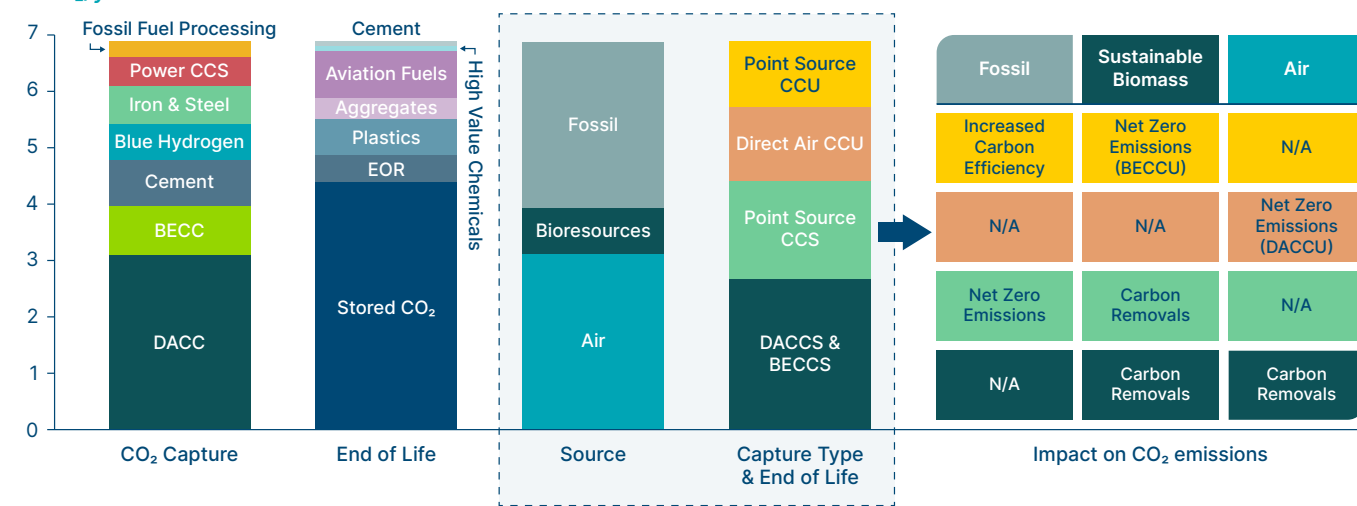 7
6
5
4
3
2
1
0
Fossil Fuel Processing
Power CCS
Iron & Steel
Blue Hydrogen
Cement
BECC
DACC
CO₂ Capture
Cement
High Value Chemicals
Aviation Fuels
Aggregates
Plastics
EOR
Stored CO₂
End of Life
Fossil
Bioresources
Air
Source
Point Source
CCU
Direct Air CCU
Point Source
CCS
DACCS &
BECCS
Capture Type
& End of Life
Fossil
Sustainable
Biomass
Air
Increased
Carbon
Efficiency
Net Zero
Emissions
(BECCU)
N/A
N/A
N/A
Net Zero
Emissions
(DACCU)
Net Zero
Emissions
Carbon
Removals
N/A
N/A
Carbon
Removals
Carbon
Removals
Impact on CO₂ emissions